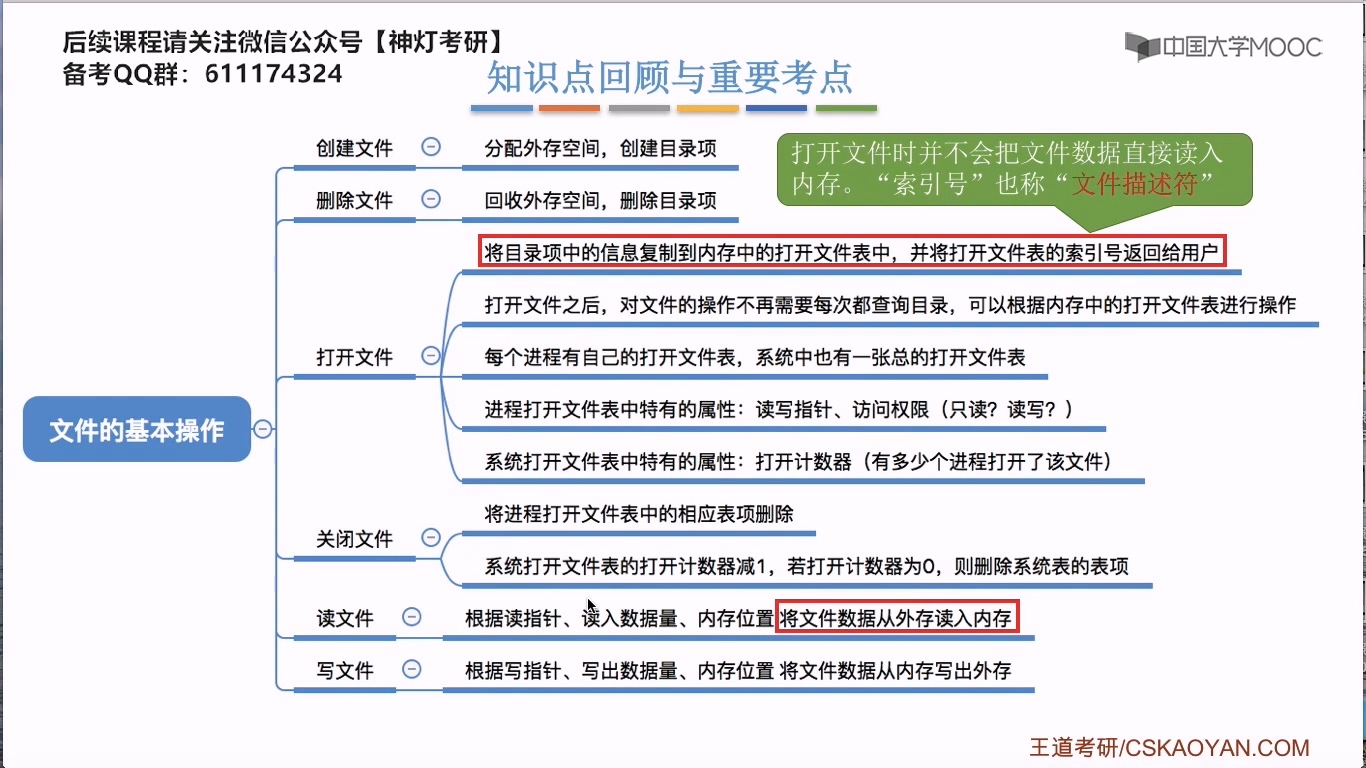 后续课程请关注微信公众号【神灯考研】
备考QQ群：611174324
中国大学MOOC
知识点回顾与重要考点
创建文件
分配外存空间，创建目录项
打开文件时并不会把文件数据直接读入
内存。“索引号”也称“文件描述符”
删除文件
回收外存空间，删除目录项
将目录项中的信息复制到内存中的打开文件表中，并将打开文件表的索引号返回给用户
打开文件之后，对文件的操作不再需要每次都查询目录，可以根据内存中的打开文件表进行操作
打开文件
每个进程有自己的打开文件表，系统中也有一张总的打开文件表
进程打开文件表中特有的属性：读写指针、访问权限（只读？读写？）
文件的基本操作
系统打开文件表中特有的属性：打开计数器（有多少个进程打开了该文件）
将进程打开文件表中的相应表项删除
关闭文件
系统打开文件表的打开计数器减1，若打开计数器为0，则删除系统表的表项
读文件
根据读指针、读入数据量、内存位置 将文件数据从外存读入内存
写文件
根据写指针、写出数据量、内存位置 将文件数据从内存写出外存
王道考研/CSKAOYAN.COM